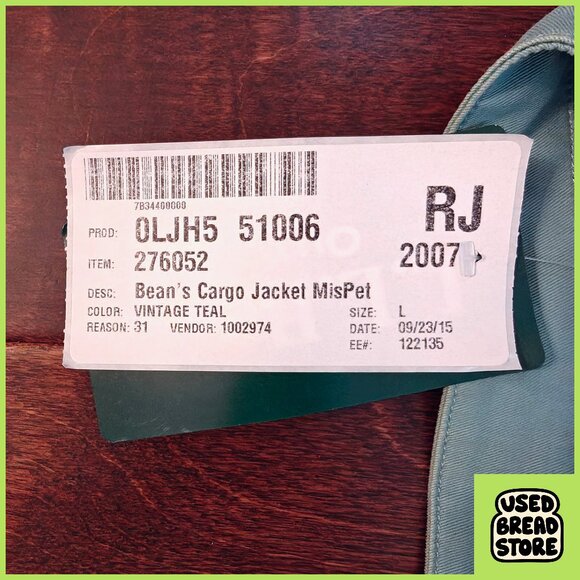 7B34400000
PROD: 0LJH5 51006
RJ
ITEM: 276052
2007
DESC: Bean's Cargo Jacket MisPet
COLOR: VINTAGE TEAL SIZE: L
REASON: 31 VENDOR: 1002974 DATE: 09/23/15
EE#: 122135
USED
BREAD
STORE